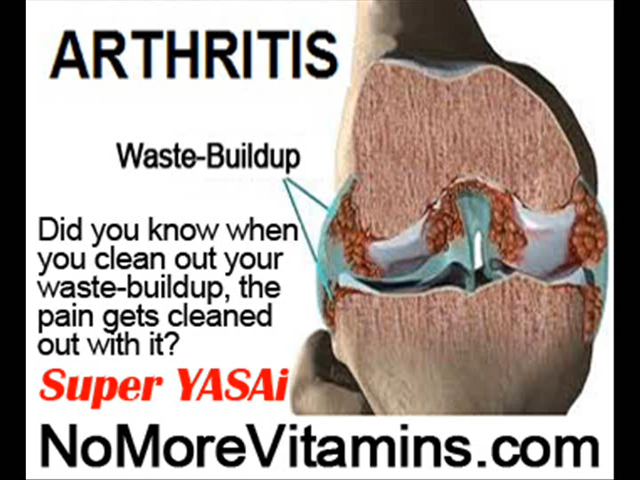 ARTHRITIS
Waste-Buildup
Did you know when
you clean out your
waste-buildup, the
pain gets cleaned
out with it?
Super YASAi
NoMoreVitamins.com